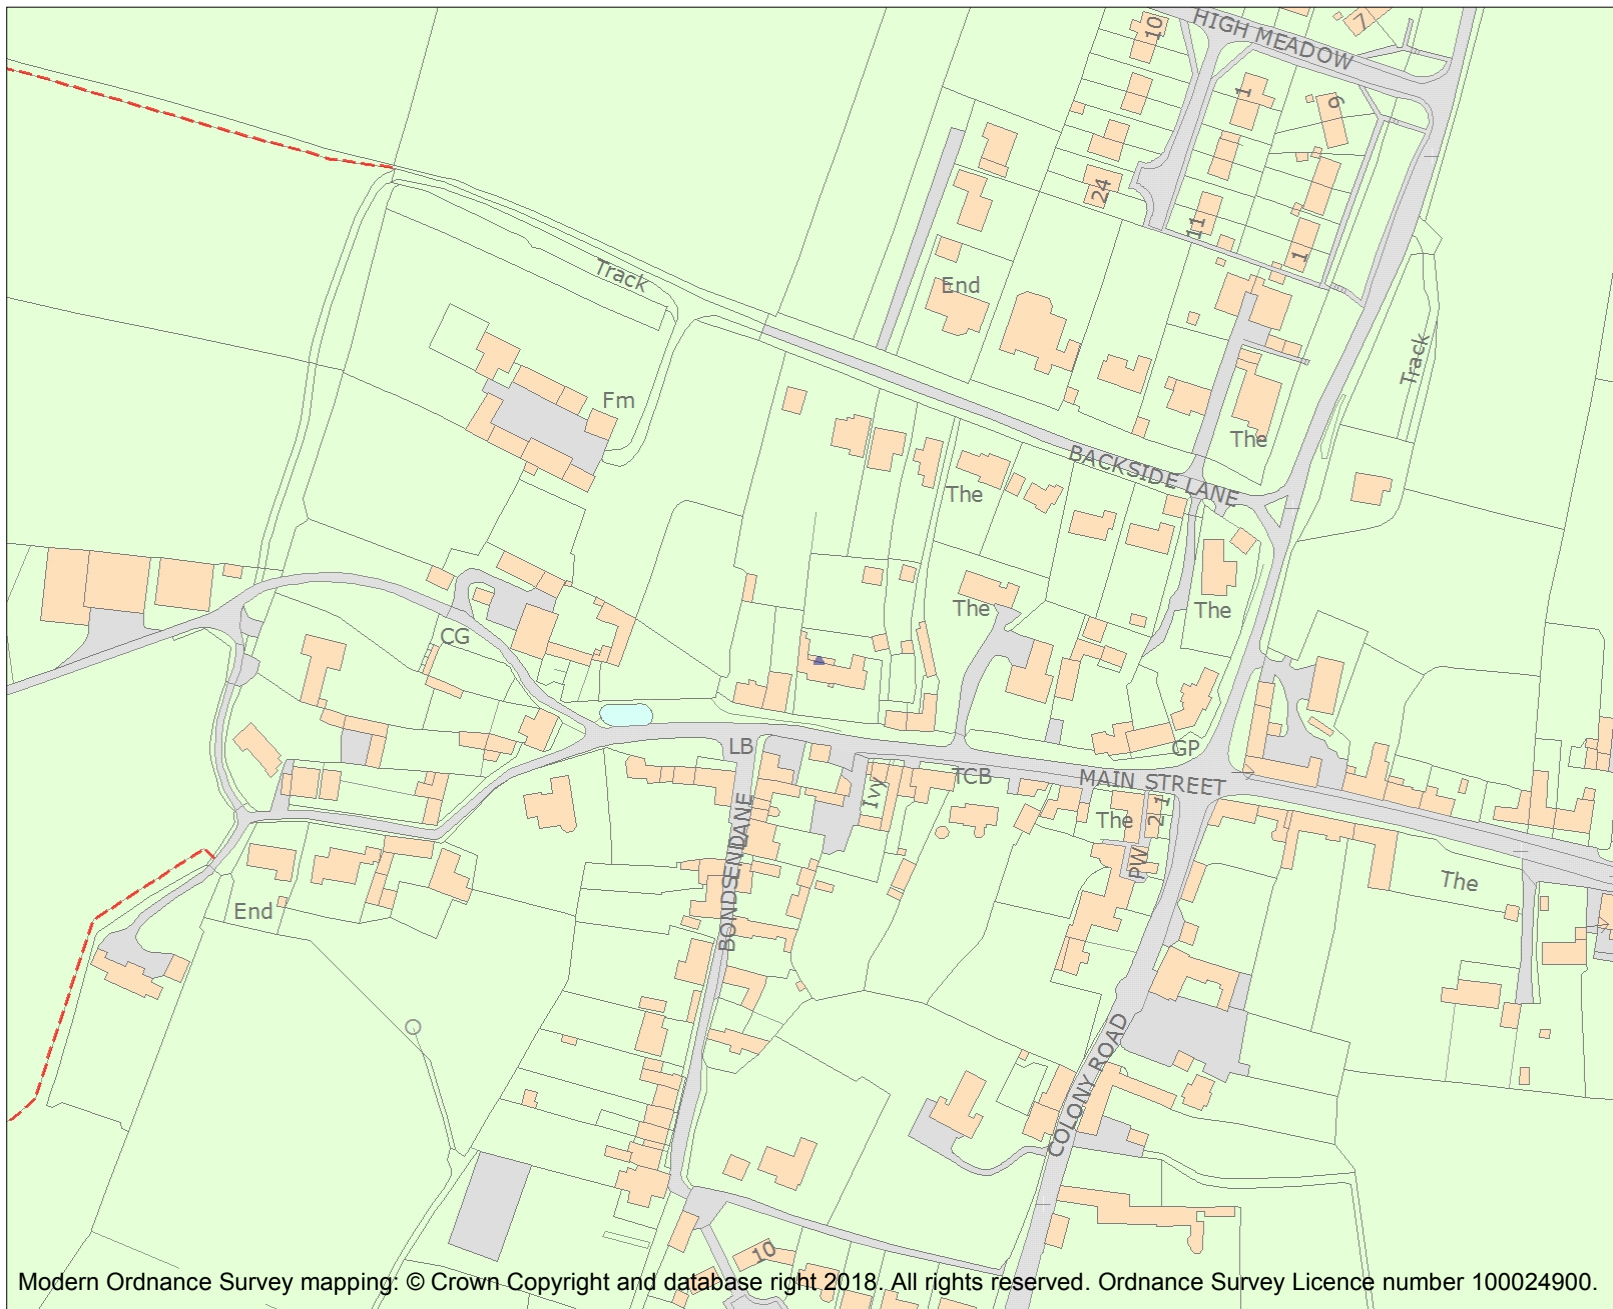 10
HIGH MEADOW
7
1
9
24
11
1
Track
End
Track
Fm
The
BACKSIDE LANE
The
The
The
CG
LB
GP
TCB
MAIN STREET
Ivy
The
2 1
PW
BONDSEND LANE
The
End
COLONY ROAD
10
Modern Ordnance Survey mapping: © Crown Copyright and database right 2018. All rights reserved. Ordnance Survey Licence number 100024900.